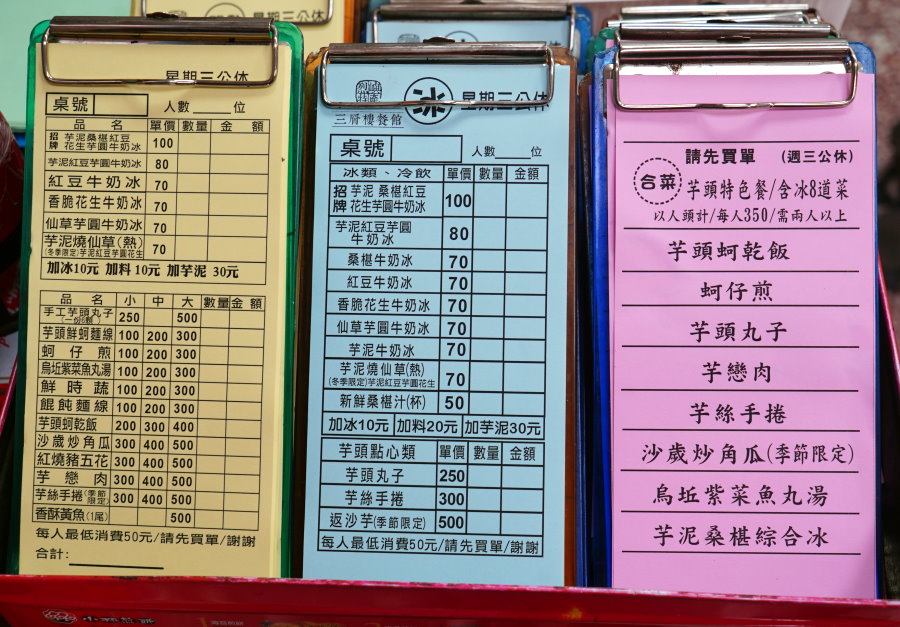 星期三公休
桌號 人數 位
品名 單價 數量 金額
招牌 芋泥桑椹紅豆花生芋圓牛奶冰 100
芋泥紅豆芋圓牛奶冰 80
紅豆牛奶冰 70
香脆花生牛奶冰 70
仙草芋圓牛奶冰 70
芋泥燒仙草(熱) 70
(冬季限定)芋泥紅豆芋圓花生
加冰10元 加料10元 加芋泥 30元
品名 小 中 大 數量 金額
手工芋頭丸子 250 500
芋頭鮮蚵麵線 100 200 300
蚵仔煎 100 200 300
烏坵紫菜魚丸湯 100 200 300
鮮時蔬 100 200 300
餛飩麵線 100 200 300
芋頭蚵乾飯 200 300 400
沙歲炒角瓜 300 400 500
紅燒豬五花 300 400 500
芋戀肉 300 400 500
芋絲手捲(季節限定) 300 400 500
香酥黃魚(1尾) 500
每人最低消費50元/請先買單/謝謝
合計:
冰 星期三公休
三層樓餐館
桌號 人數 位
冰類、冷飲 單價 數量 金額
招牌 芋泥 桑椹紅豆花生芋圓牛奶冰 100
芋泥紅豆芋圓牛奶冰 80
桑椹牛奶冰 70
紅豆牛奶冰 70
香脆花生牛奶冰 70
仙草芋圓牛奶冰 70
芋泥牛奶冰 70
芋泥燒仙草(熱) 70
(冬季限定)芋泥紅豆芋圓花生
新鮮桑椹汁(杯) 50
加冰10元 加料20元 加芋泥30元
芋頭點心類 單價 數量 金額
芋頭丸子 250
芋絲手捲 300
返沙芋(季節限定) 500
每人最低消費50元/請先買單/謝謝
請先買單 (週三公休)
合菜 芋頭特色餐/含冰8道菜
以人頭計/每人350/需兩人以上
芋頭蚵乾飯
蚵仔煎
芋頭丸子
芋戀肉
芋絲手捲
沙歲炒角瓜(季節限定)
烏坵紫菜魚丸湯
芋泥桑椹綜合冰